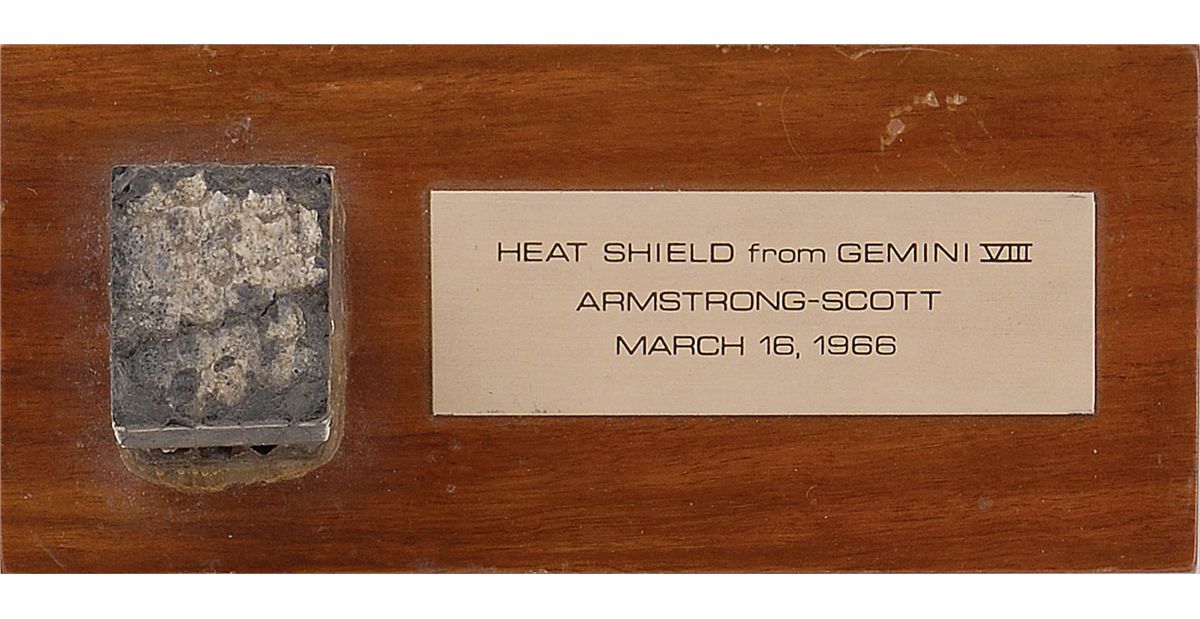 HEAT SHIELD from GEMINI VIII
ARMSTRONG-SCOTT
MARCH 16, 1966